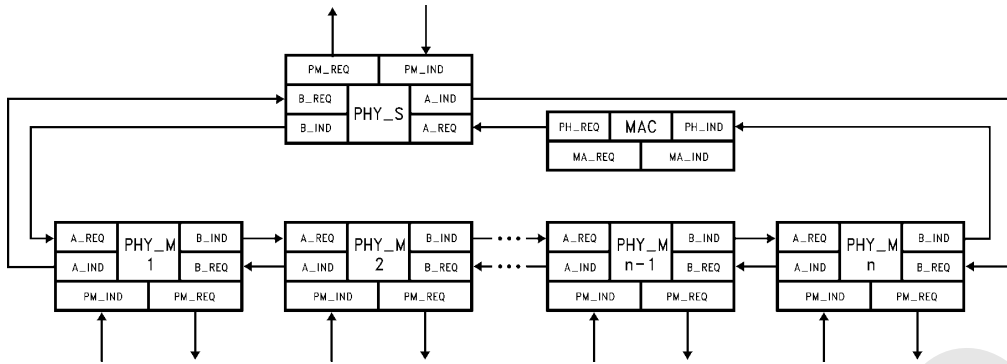 PM_REQ PM_IND
B_REQ PHY_S A_IND
B_IND A_REQ
PH_REQ MAC PH_IND
MA_REQ MA_IND
A_REQ PHY_M B_IND
A_IND 1 B_REQ
PM_IND PM_REQ
A_REQ PHY_M B_IND
A_IND 2 B_REQ
PM_IND PM_REQ
A_REQ PHY_M B_IND
A_IND n-1 B_REQ
PM_IND PM_REQ
A_REQ PHY_M B_IND
A_IND n B_REQ
PM_IND PM_REQ